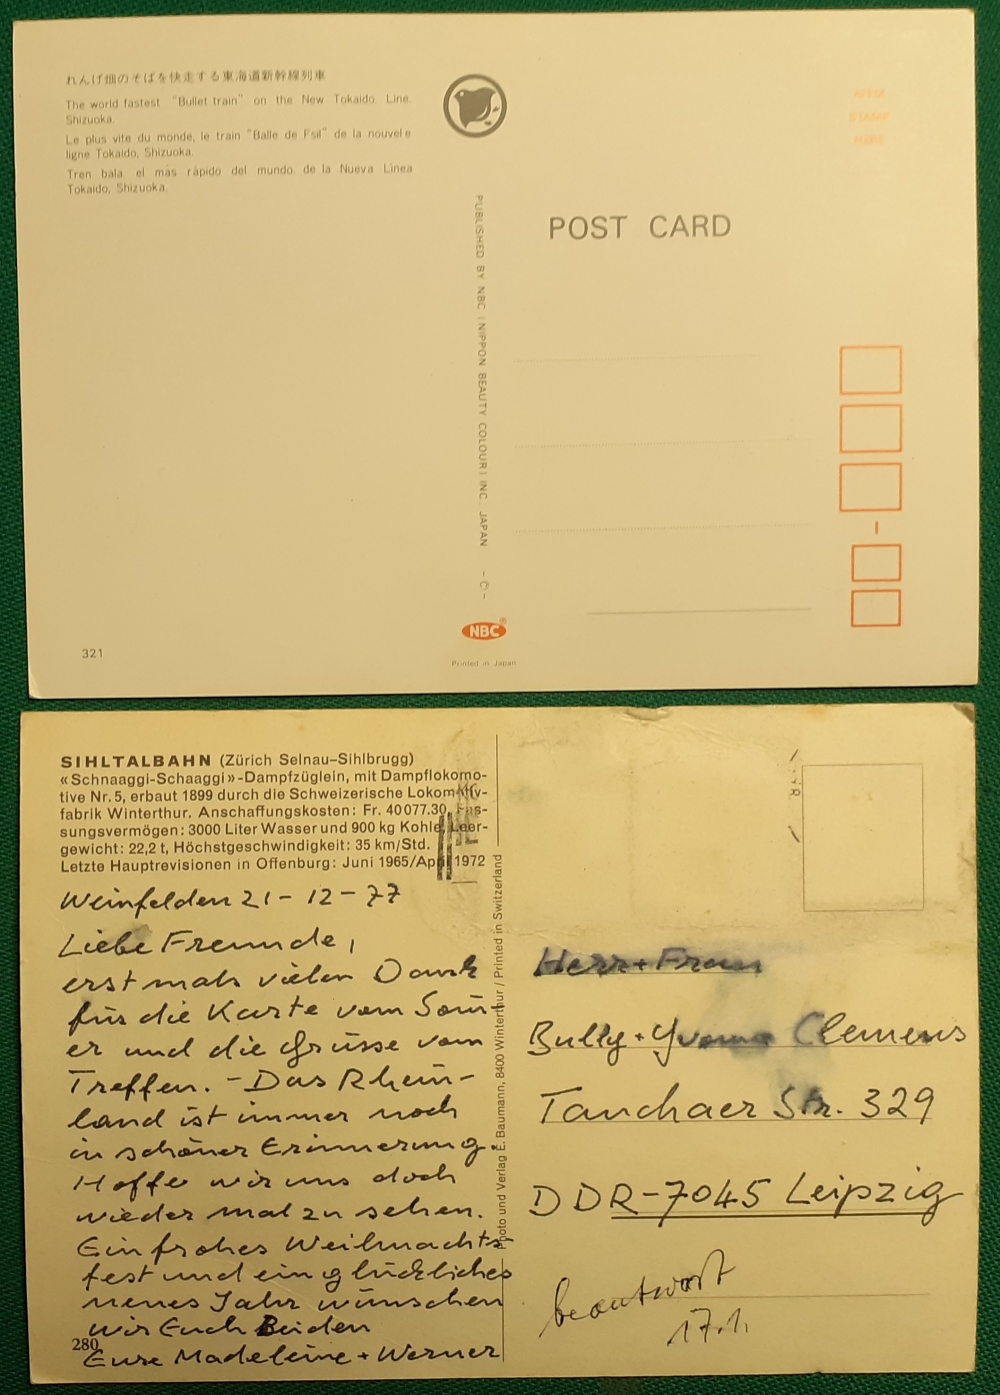 れんげ畑のそばを快走する東海道新幹線列車
The world fastest "Bullet train" on the New Tokaido Line.
Shizuoka.
Le plus vite du monde, le train "Balle de Fsil" de la nouvele
ligne Tokaido, Shizuoka.
Tren bala. el más rápido del mundo. de la Nueva Línea
Tokaido, Shizuoka.
AFFIX
STAMP
HERE
POST CARD
PUBLISHED BY NBC (NIPPON BEAUTY COLOUR) INC. JAPAN -©-
NBC®
Printed in Japan
321
SIHLTALBAHN (Zürich Selnau–Sihlbrugg)
«Schnaaggi-Schaaggi»-Dampfzüglein, mit Dampflokomo-
tive Nr. 5, erbaut 1899 durch die Schweizerische Lokomotiv-
fabrik Winterthur. Anschaffungskosten: Fr. 40 077.30, Fas-
sungsvermögen: 3000 Liter Wasser und 900 kg Kohle, Leer-
gewicht: 22,2 t, Höchstgeschwindigkeit: 35 km/Std.
Letzte Hauptrevisionen in Offenburg: Juni 1965/April 1972
Weinfelden 21-12-77
Liebe Freunde,
erstmals vielen Dank
für die Karte vom Som-
er und die Grüsse vom
Treffen. - Das Rhein-
land ist immer noch
in schöner Erinnerung.
Hoffe wir uns doch
wieder mal zu sehen.
Ein frohes Weihnachts-
fest und ein glückliches
neues Jahr wünschen
wir Euch Beiden
280
Eure Madeleine + Werner
Photo und Verlag E. Baumann, 8400 Winterthur / Printed in Switzerland
Herr + Frau
Bully + Yvonne Clemens
Tauchaer Str. 329
DDR-7045 Leipzig
beantwort
17.1.